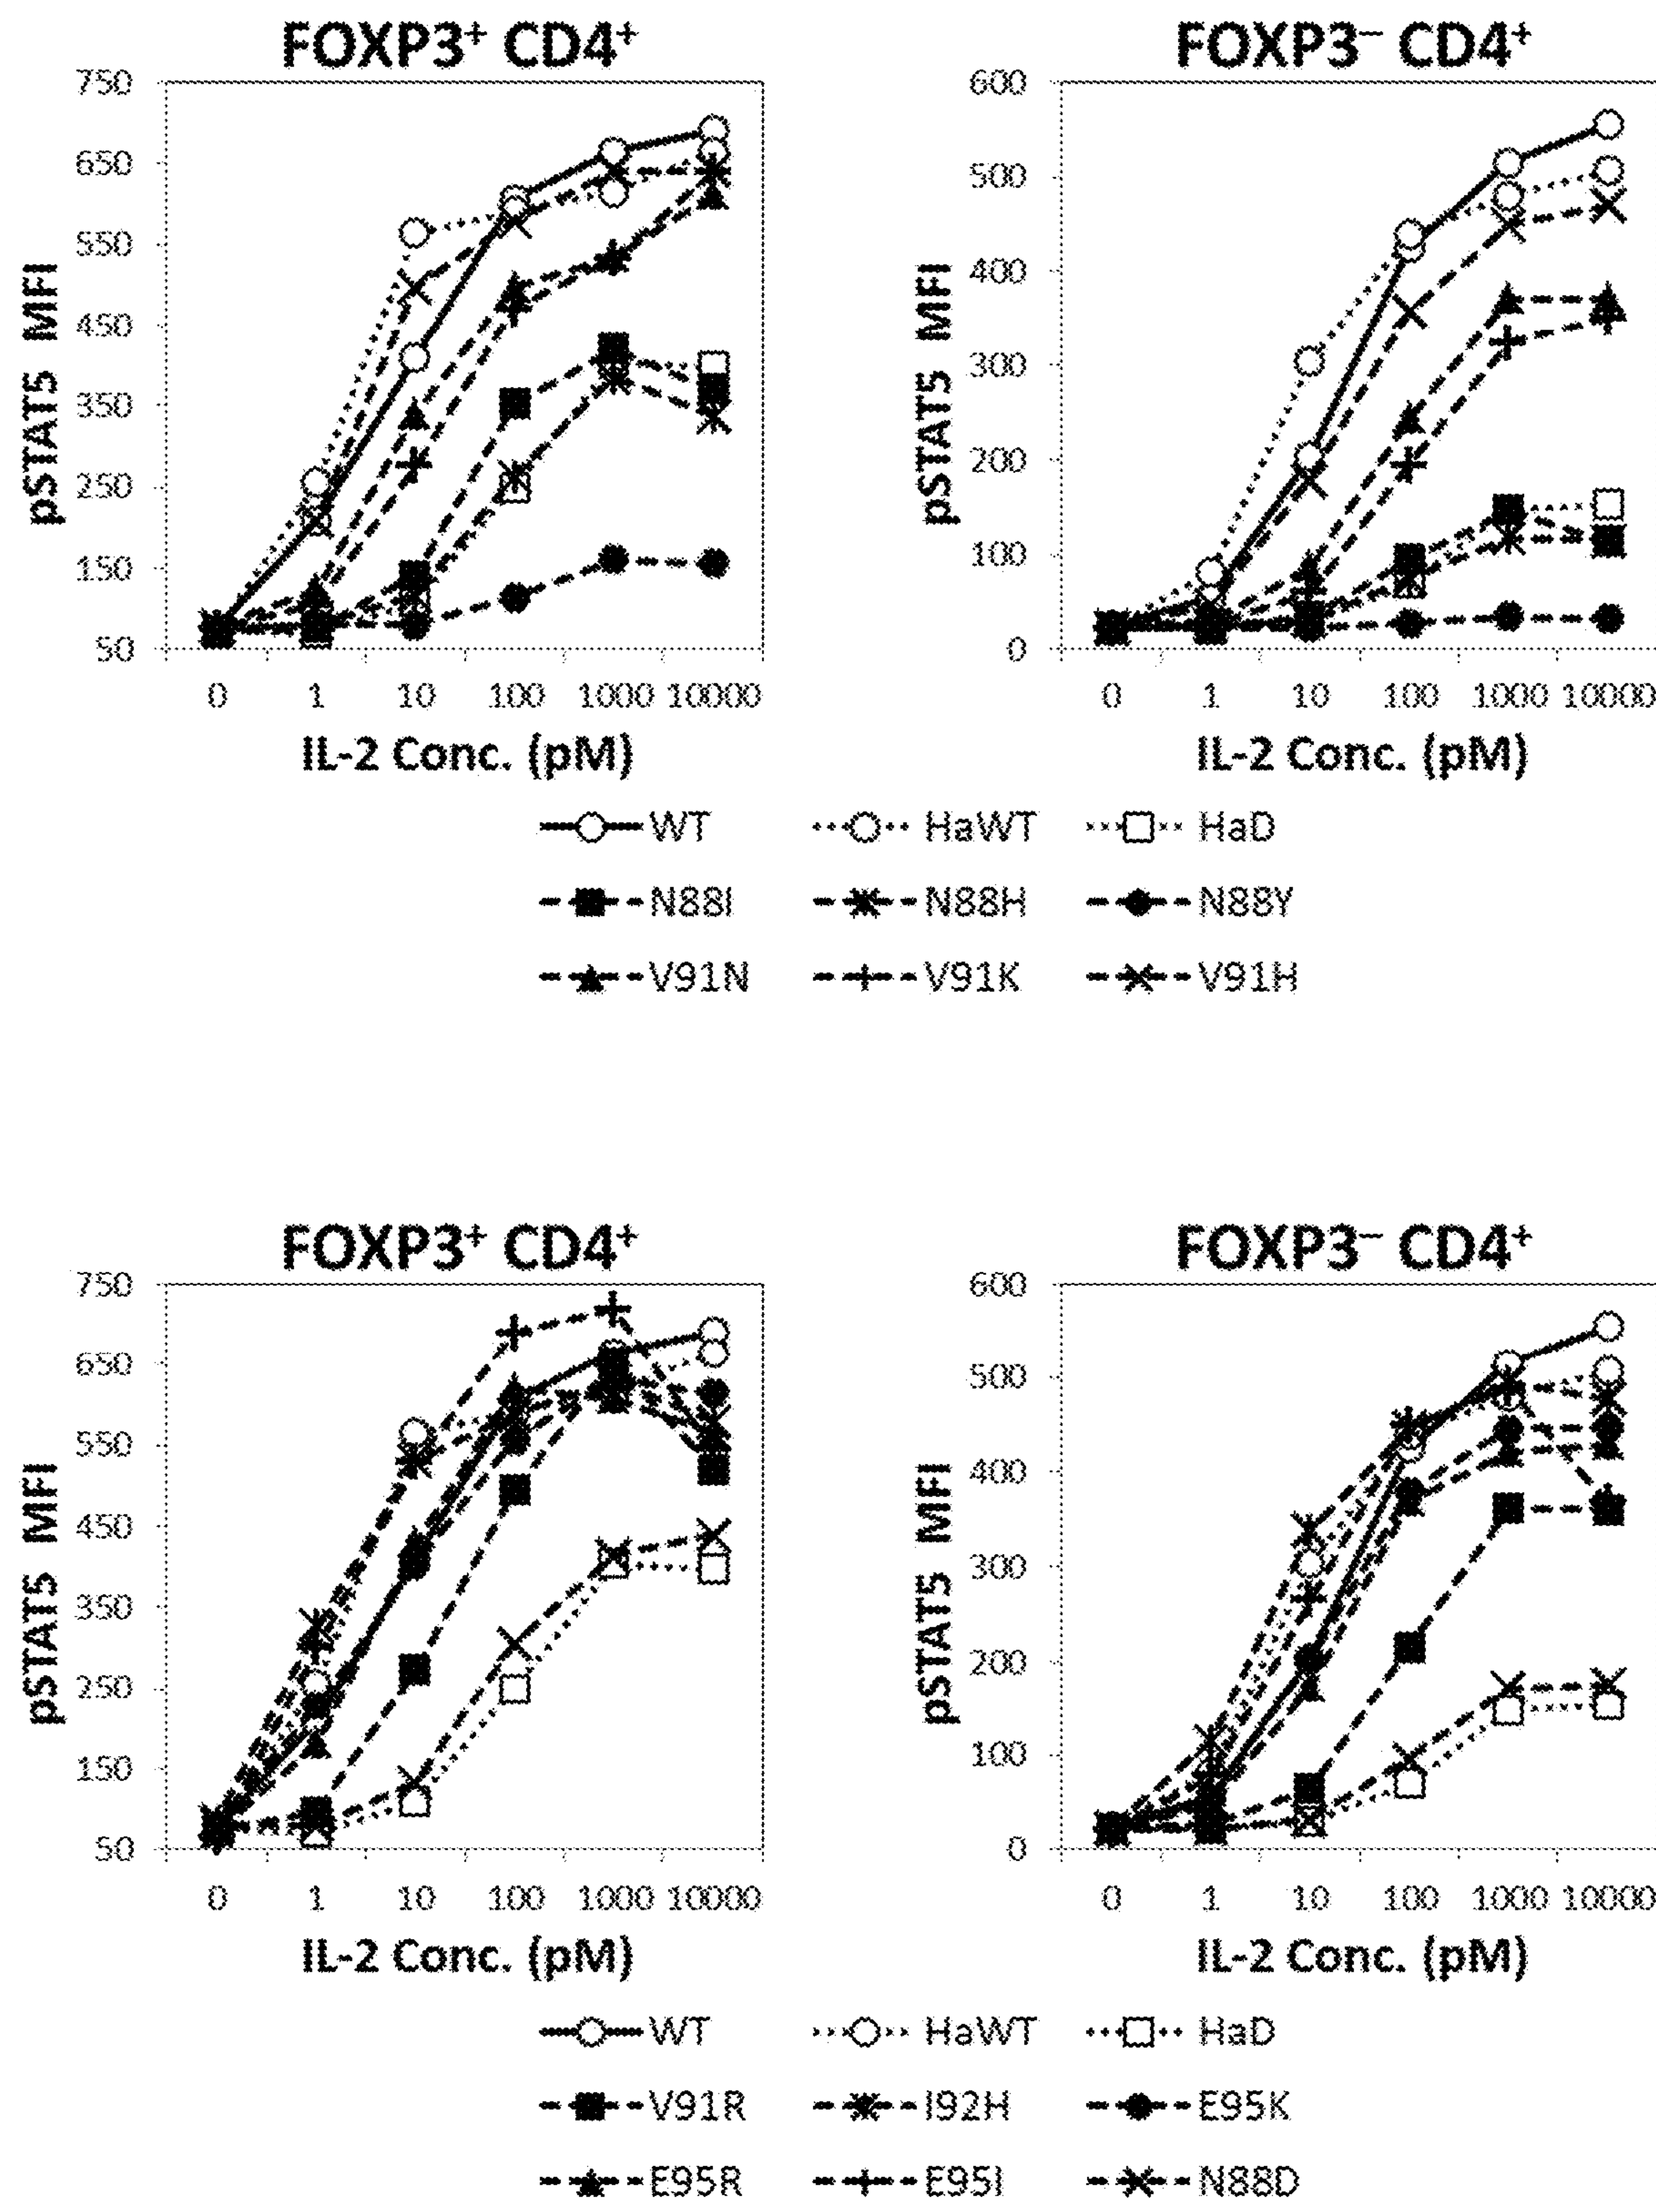 FOXP3+ CD4+
FOXP3– CD4+
750
650
550
450
350
250
150
50
pSTAT5 MFI
0 1 10 100 1000 10000
IL-2 Conc. (pM)
600
500
400
300
200
100
0
pSTAT5 MFI
0 1 10 100 1000 10000
IL-2 Conc. (pM)
WT HaWT HaD
N88I N88H N88Y
V91N V91K V91H
FOXP3+ CD4+
FOXP3– CD4+
750
650
550
450
350
250
150
50
pSTAT5 MFI
0 1 10 100 1000 10000
IL-2 Conc. (pM)
600
500
400
300
200
100
0
pSTAT5 MFI
0 1 10 100 1000 10000
IL-2 Conc. (pM)
WT HaWT HaD
V91R I92H E95K
E95R E95I N88D